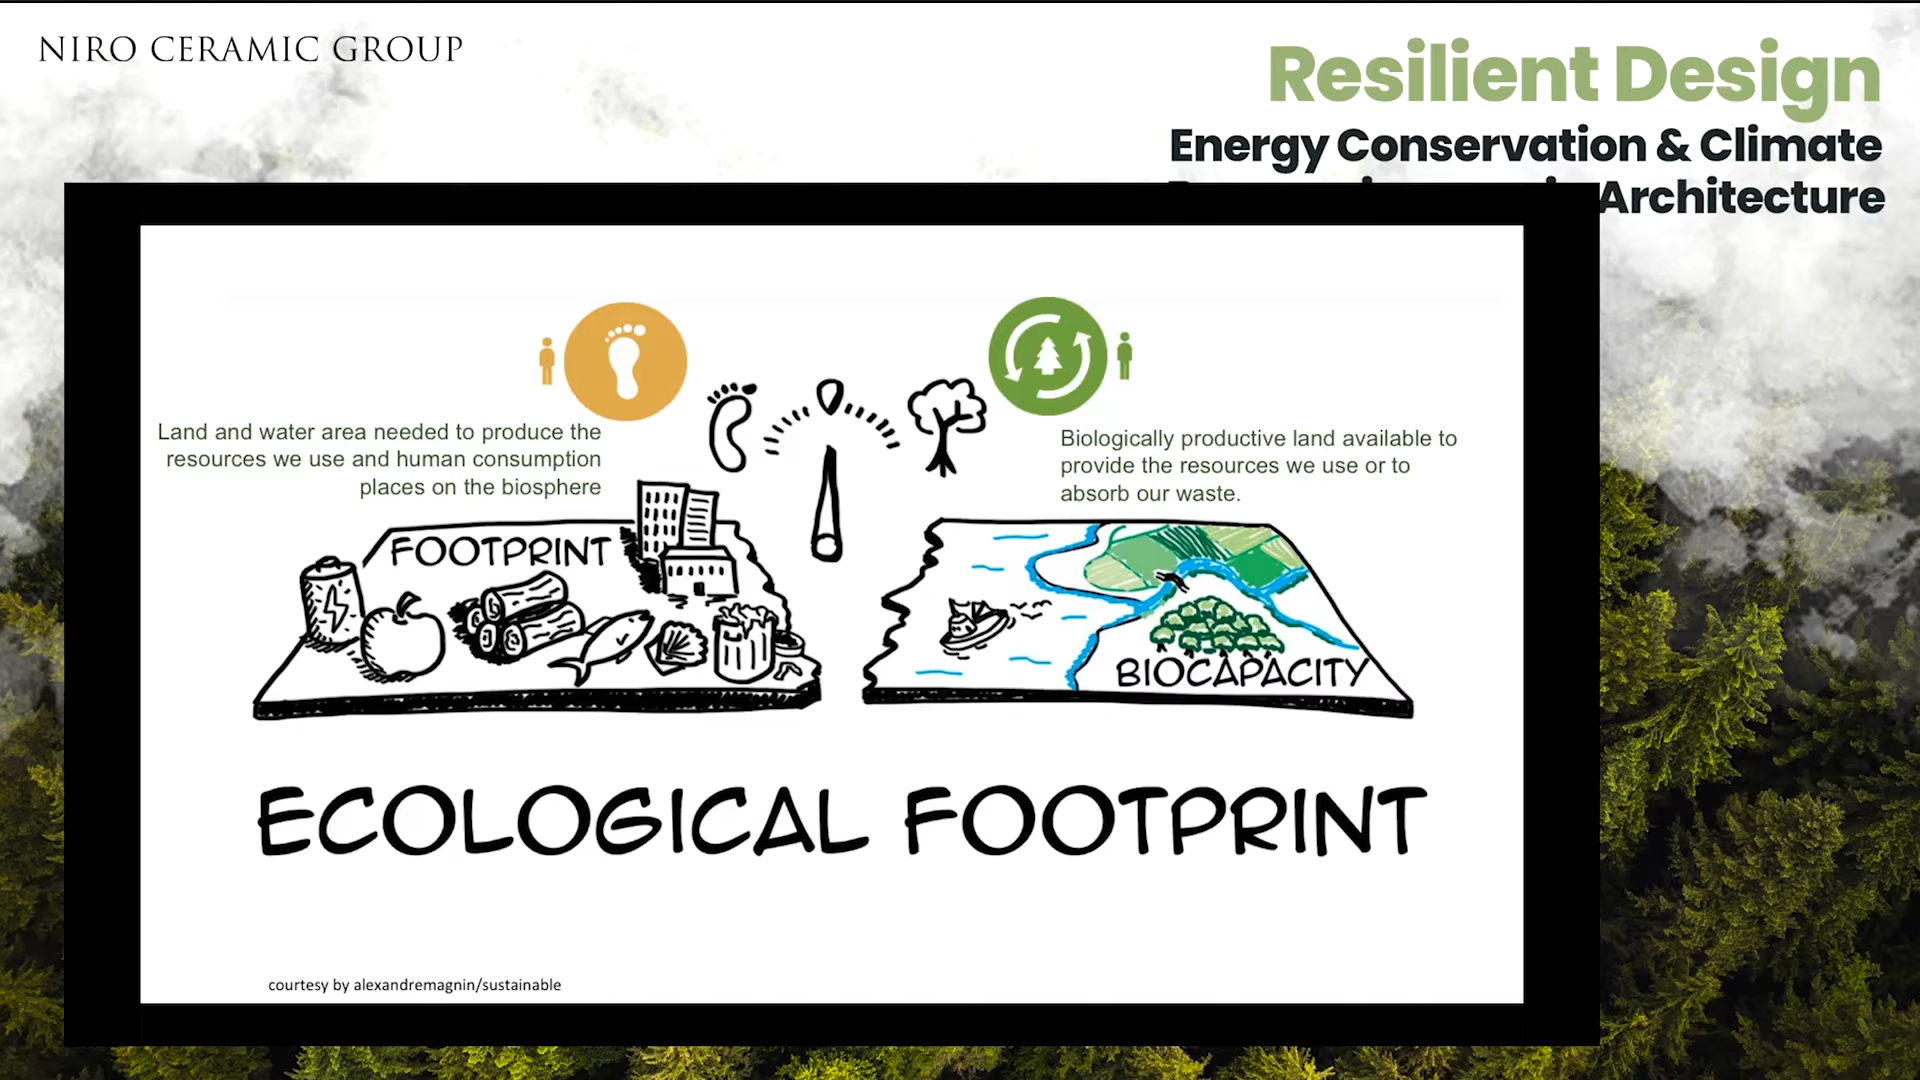 NIRO CERAMIC GROUP
Resilient Design
Energy Conservation & Climate
Architecture
Land and water area needed to produce the
resources we use and human consumption
places on the biosphere
Biologically productive land available to
provide the resources we use or to
absorb our waste.
FOOTPRINT
BIOCAPACITY
ECOLOGICAL FOOTPRINT
courtesy by alexandremagnin/sustainable